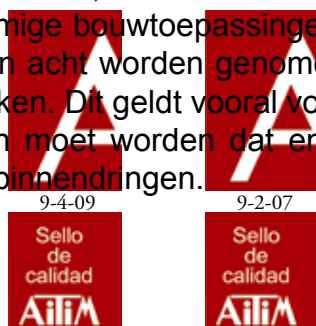 mige bouwtoepassinge
n acht worden genom
ken. Dit geldt vooral vo
n moet worden dat er
binnendringen.
9-4-09 9-2-07
Sello Sello
de de
calidad calidad
AiTiM AiTiM